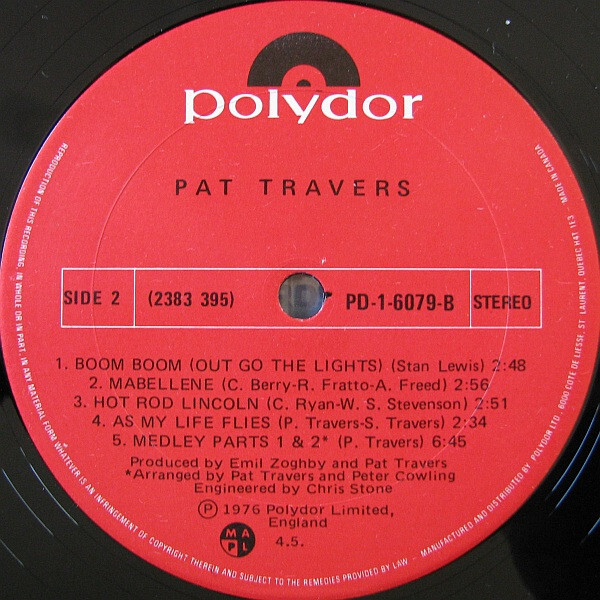 polydor
PAT TRAVERS
SIDE 2 (2383 395) PD-1-6079-B STEREO
1. BOOM BOOM (OUT GO THE LIGHTS) (Stan Lewis) 2:48
2. MABELLENE (C. Berry-R. Fratto-A. Freed) 2:56
3. HOT ROD LINCOLN (C. Ryan-W. S. Stevenson) 2:51
4. AS MY LIFE FLIES (P. Travers-S. Travers) 2:34
5. MEDLEY PARTS 1 & 2* (P. Travers) 6:45
Produced by Emil Zoghby and Pat Travers
*Arranged by Pat Travers and Peter Cowling
Engineered by Chris Stone
Ⓟ 1976 Polydor Limited,
England
M A P L
4.5.
REPRODUCTION OF THIS RECORDING, IN WHOLE OR IN PART, IN ANY MATERIAL FORM WHATEVER IS AN INFRINGEMENT OF COPYRIGHT THEREIN AND SUBJECT TO THE REMEDIES PROVIDED BY LAW – MANUFACTURED AND DISTRIBUTED BY POLYDOR LTD., 6000 COTE DE LIESSE, ST LAURENT, QUEBEC H4T 1E3 MADE IN CANADA